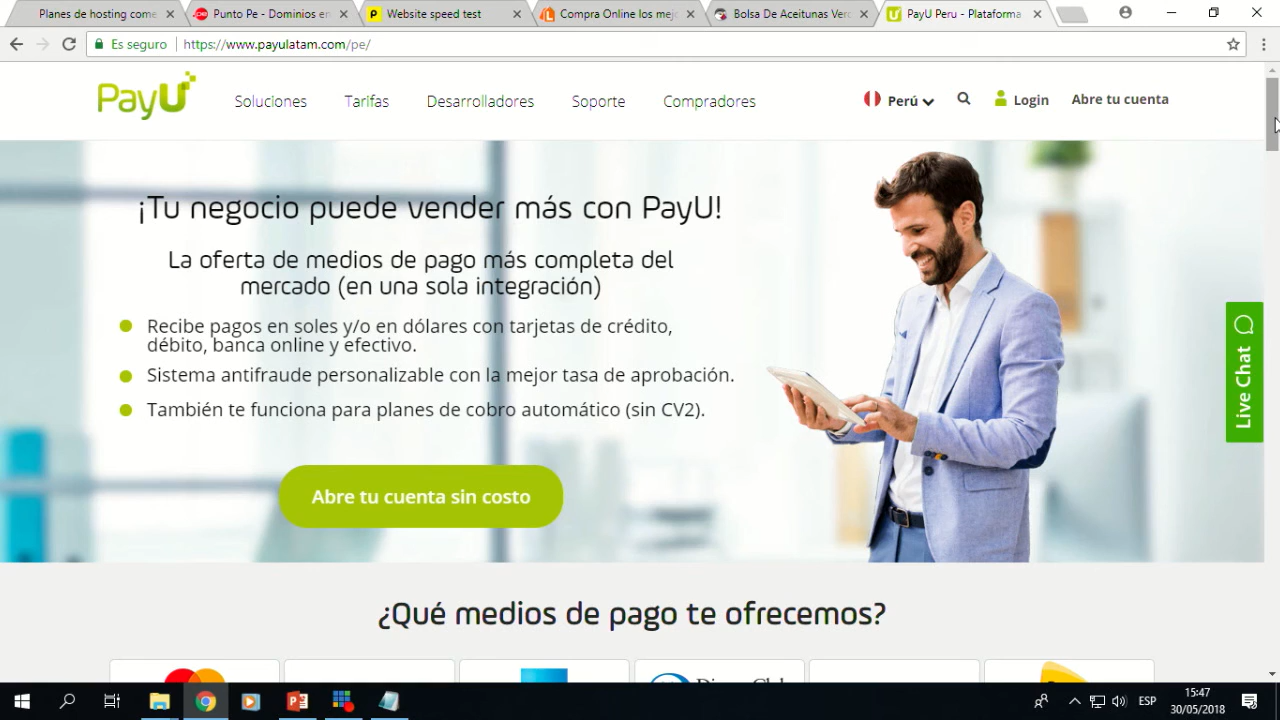 Planes de hosting come
Punto Pe - Dominios en
Website speed test
Compra Online los mej
Bolsa De Aceitunas Verd
PayU Peru - Plataforma
Es seguro
https://www.payulatam.com/pe/
PayU
Soluciones
Tarifas
Desarrolladores
Soporte
Compradores
Perú
Login
Abre tu cuenta
¡Tu negocio puede vender más con PayU!
La oferta de medios de pago más completa del
mercado (en una sola integración)
Recibe pagos en soles y/o en dólares con tarjetas de crédito,
débito, banca online y efectivo.
Sistema antifraude personalizable con la mejor tasa de aprobación.
También te funciona para planes de cobro automático (sin CV2).
Abre tu cuenta sin costo
Live Chat
¿Qué medios de pago te ofrecemos?
ESP
15:47
30/05/2018